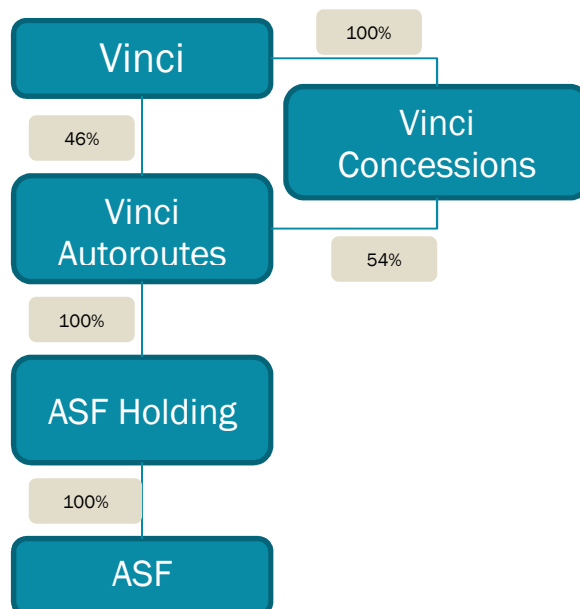 Vinci
100%
Vinci
Concessions
46%
Vinci
Autoroutes
54%
100%
ASF Holding
100%
ASF